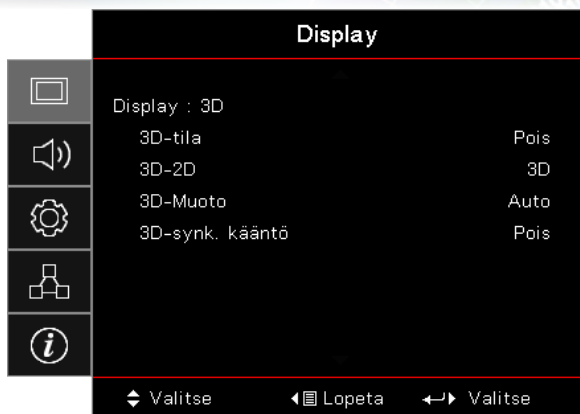 Display
Display : 3D
3D-tila Pois
3D-2D 3D
3D-Muoto Auto
3D-synk. kääntö Pois
Valitse Lopeta Valitse